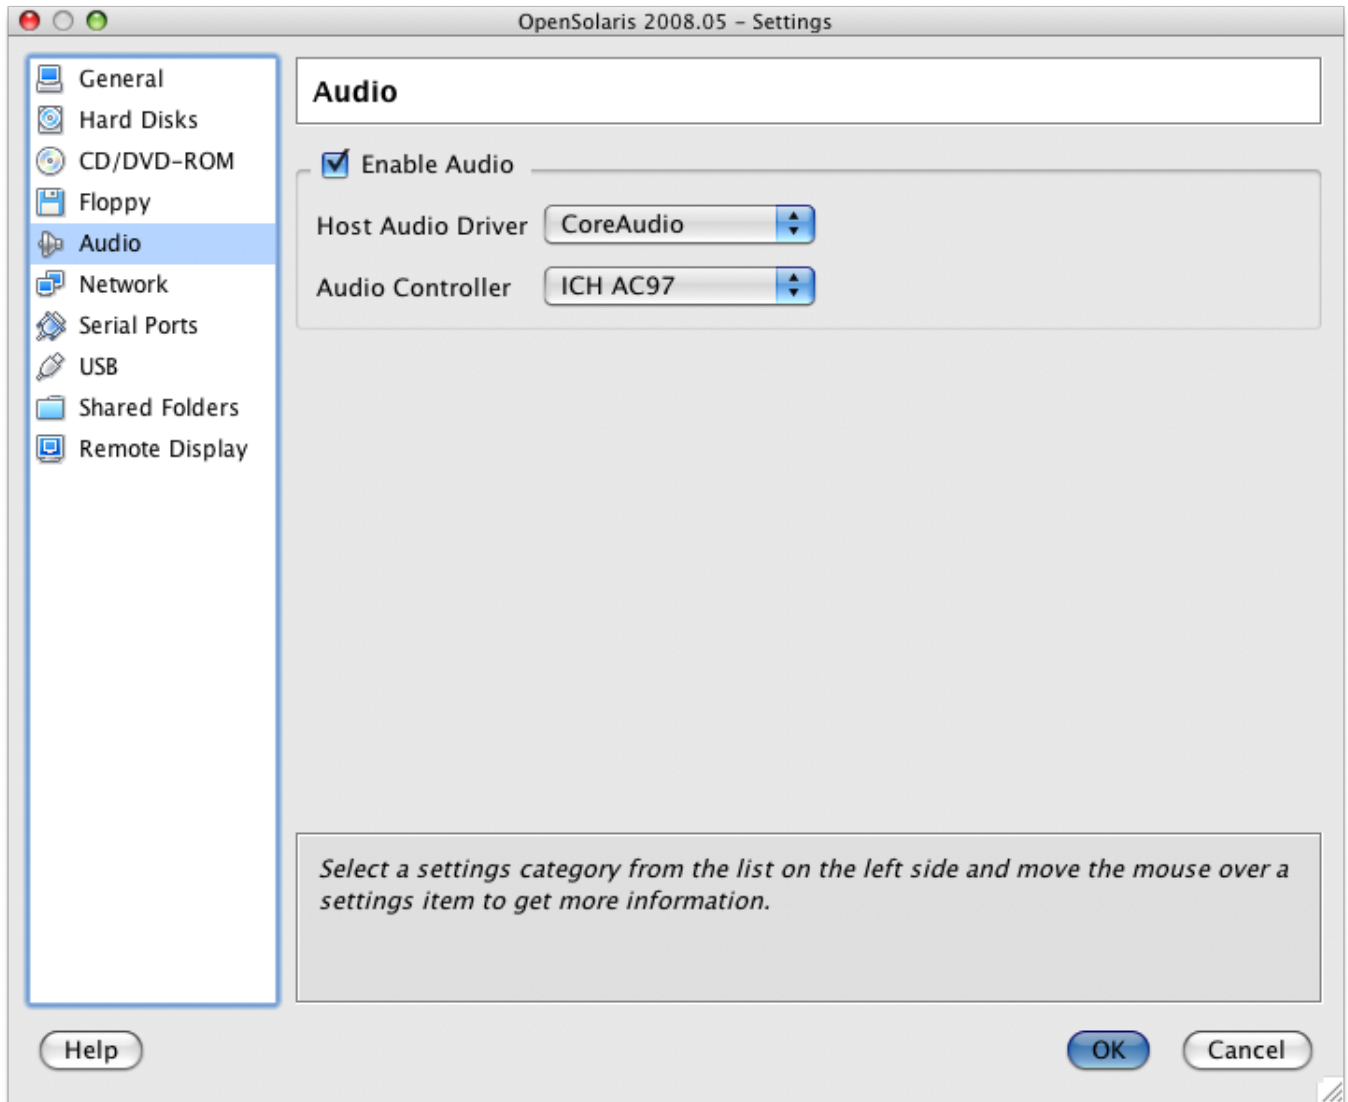 OpenSolaris 2008.05 – Settings
General
Hard Disks
CD/DVD-ROM
Floppy
Audio
Network
Serial Ports
USB
Shared Folders
Remote Display
Audio
Enable Audio
Host Audio Driver CoreAudio
Audio Controller ICH AC97
Select a settings category from the list on the left side and move the mouse over a
settings item to get more information.
Help OK Cancel